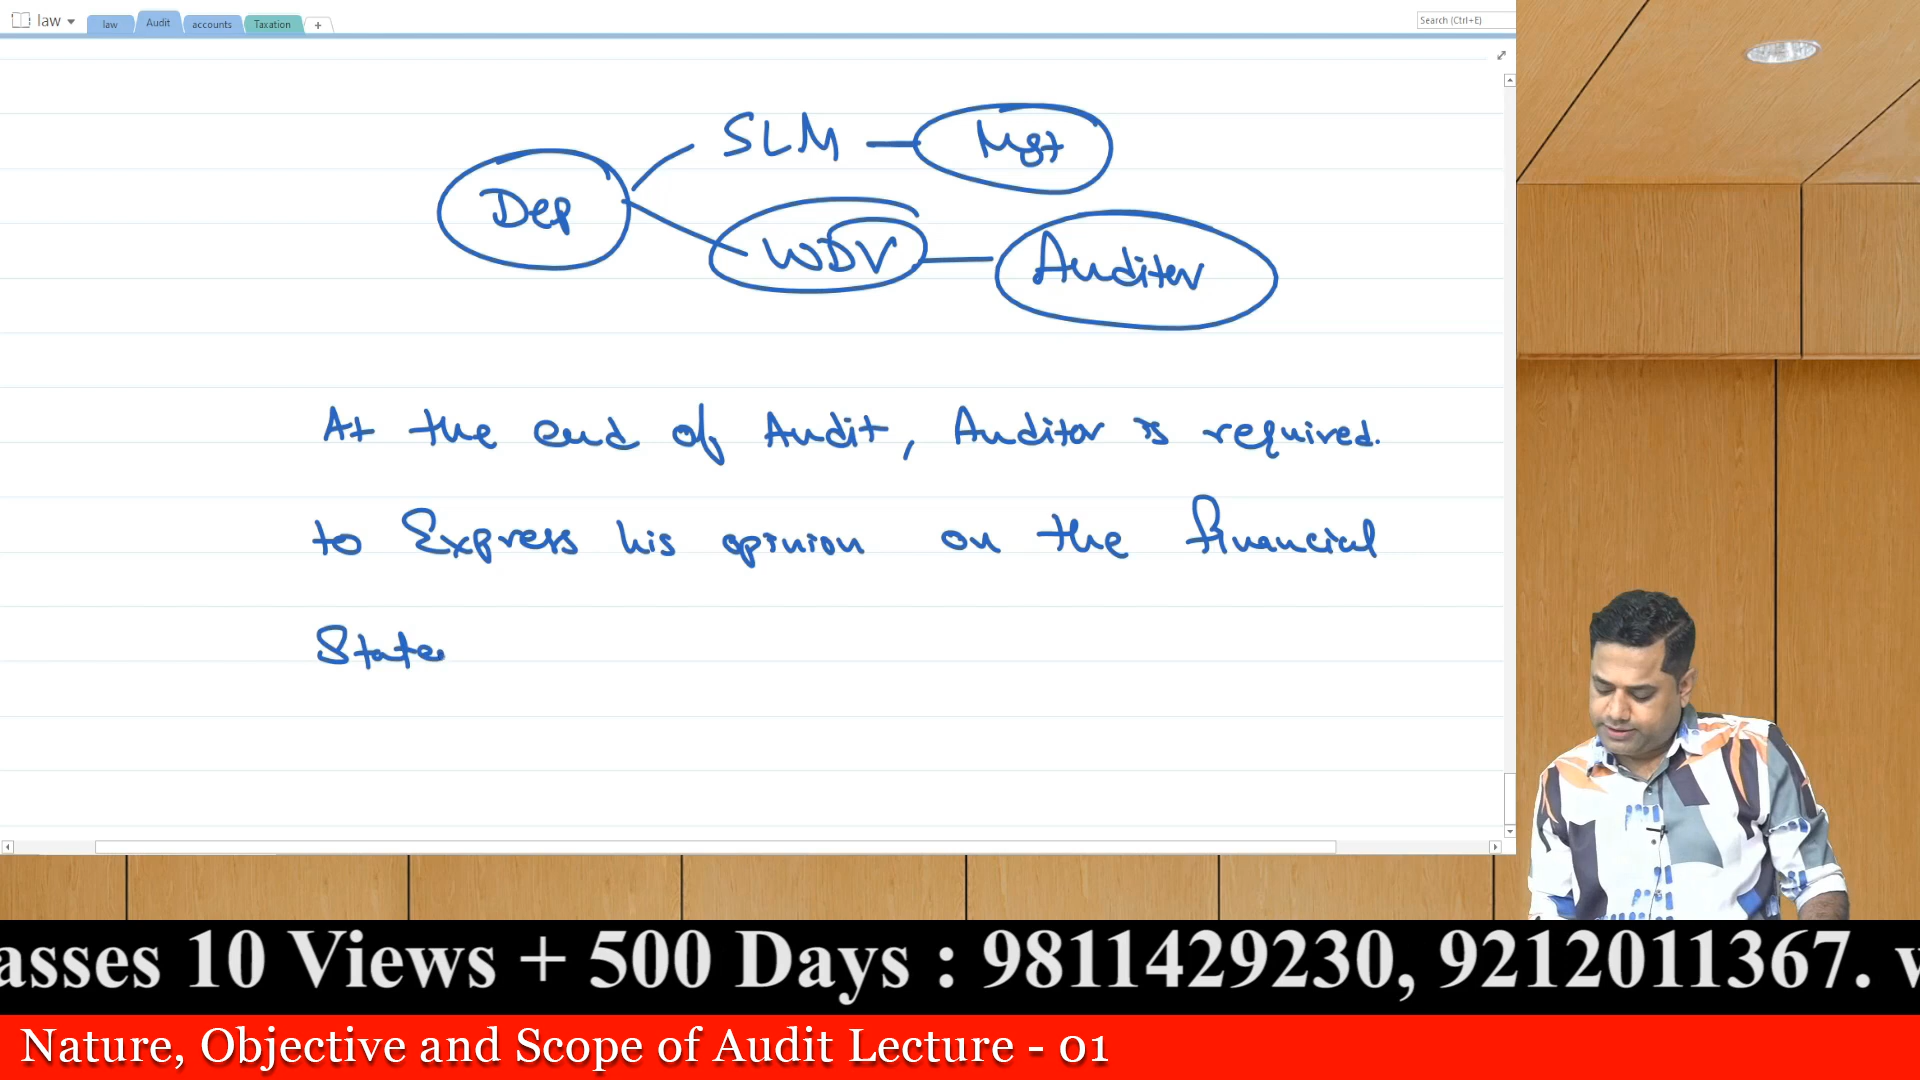 law
law Audit accounts Taxation +
Search (Ctrl+E)
SLM Mgt
Dep
WDV Auditor
At the end of Audit, Auditor is required.
to Express his opinion on the financial
State
asses 10 Views + 500 Days : 9811429230, 9212011367. w
Nature, Objective and Scope of Audit Lecture - 01